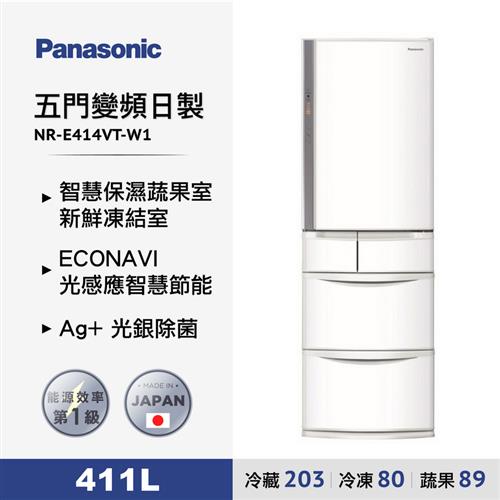 Panasonic
五門變頻日製
NR-E414VT-W1
智慧保濕蔬果室
新鮮凍結室
ECONAVI
光感應智慧節能
Ag+ 光銀除菌
能源效率
第1級
MADE IN
JAPAN
411L
冷藏 203 冷凍 80 蔬果 89
Panasonic